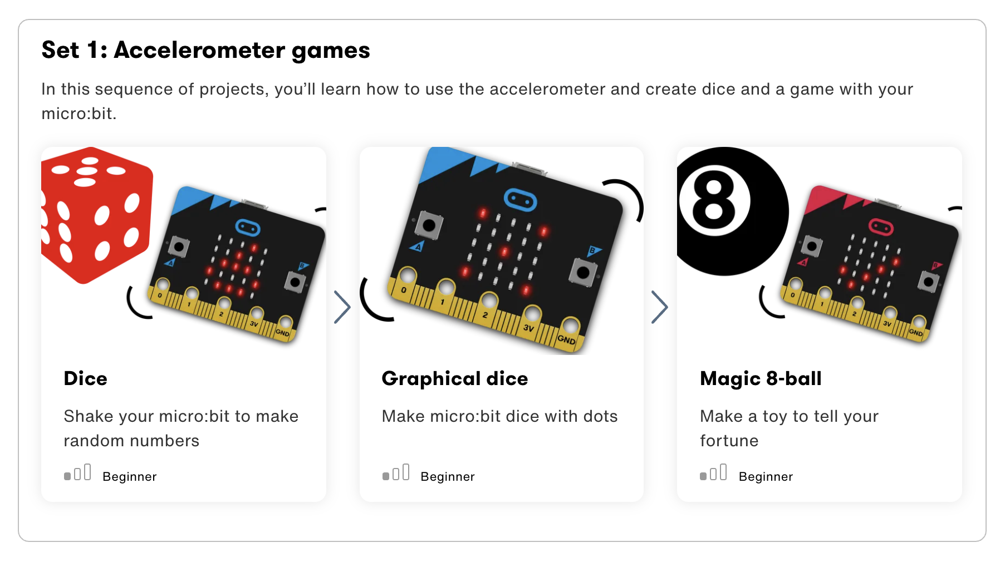 Set 1: Accelerometer games
In this sequence of projects, you’ll learn how to use the accelerometer and create dice and a game with your
micro:bit.
A
B
0
1
2
3V
GND
A
B
0
1
2
3V
GND
8
A
B
0
1
2
3V
GND
Dice
Shake your micro:bit to make
random numbers
Beginner
Graphical dice
Make micro:bit dice with dots
Beginner
Magic 8-ball
Make a toy to tell your
fortune
Beginner